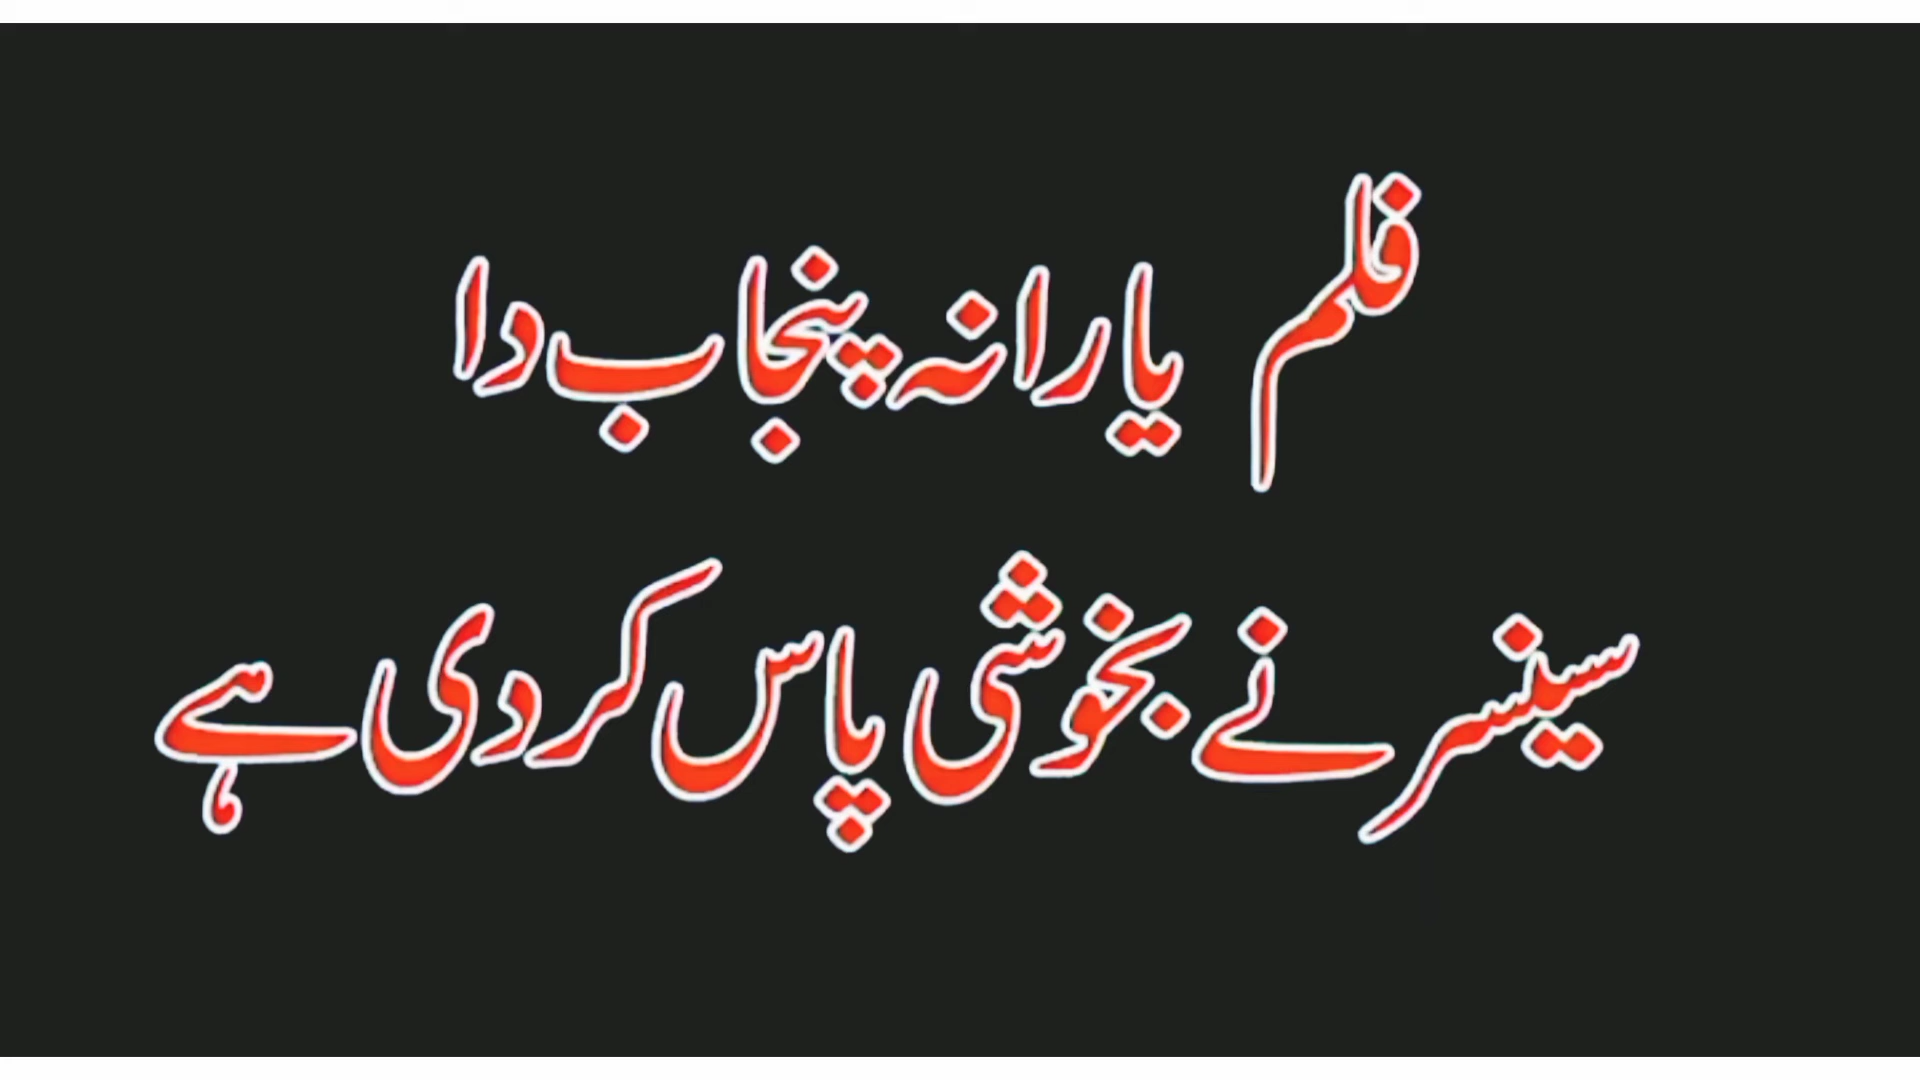 فلم یارانہ پنجاب دا
سینسر نے بخوشی پاس کردی ہے